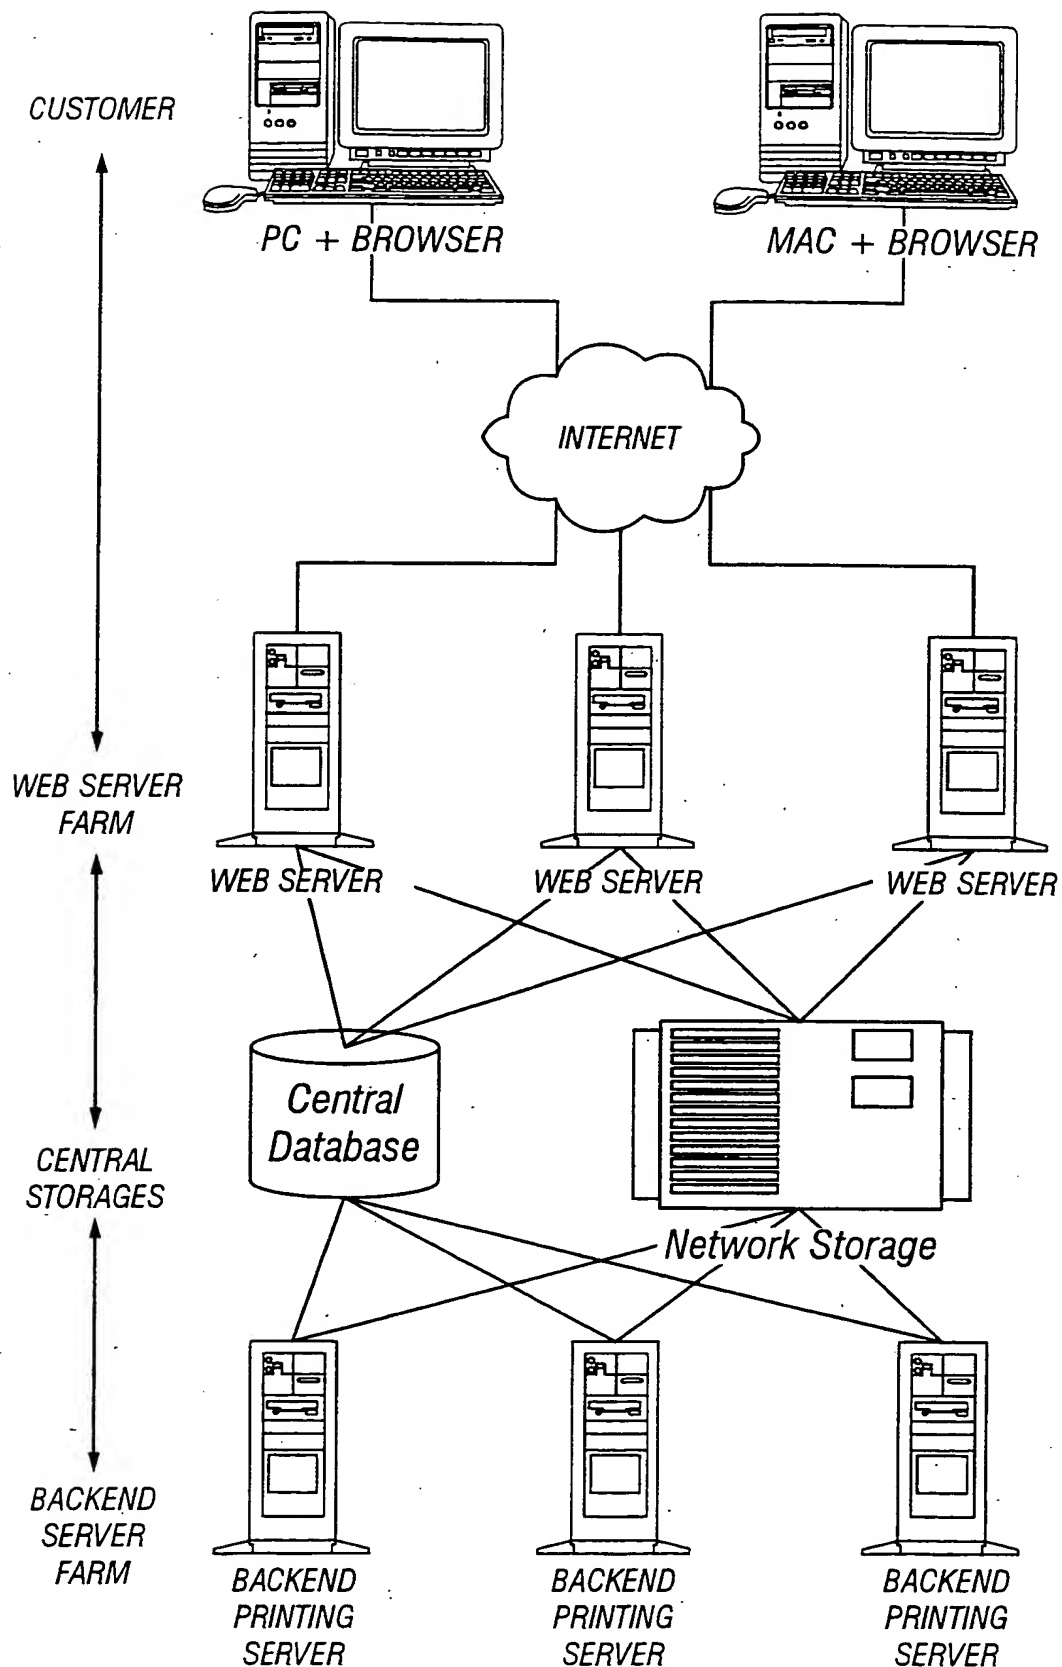 CUSTOMER
PC + BROWSER
MAC + BROWSER
INTERNET
WEB SERVER
FARM
WEB SERVER
WEB SERVER
WEB SERVER
Central
Database
CENTRAL
STORAGES
Network Storage
BACKEND
SERVER
FARM
BACKEND
PRINTING
SERVER
BACKEND
PRINTING
SERVER
BACKEND
PRINTING
SERVER